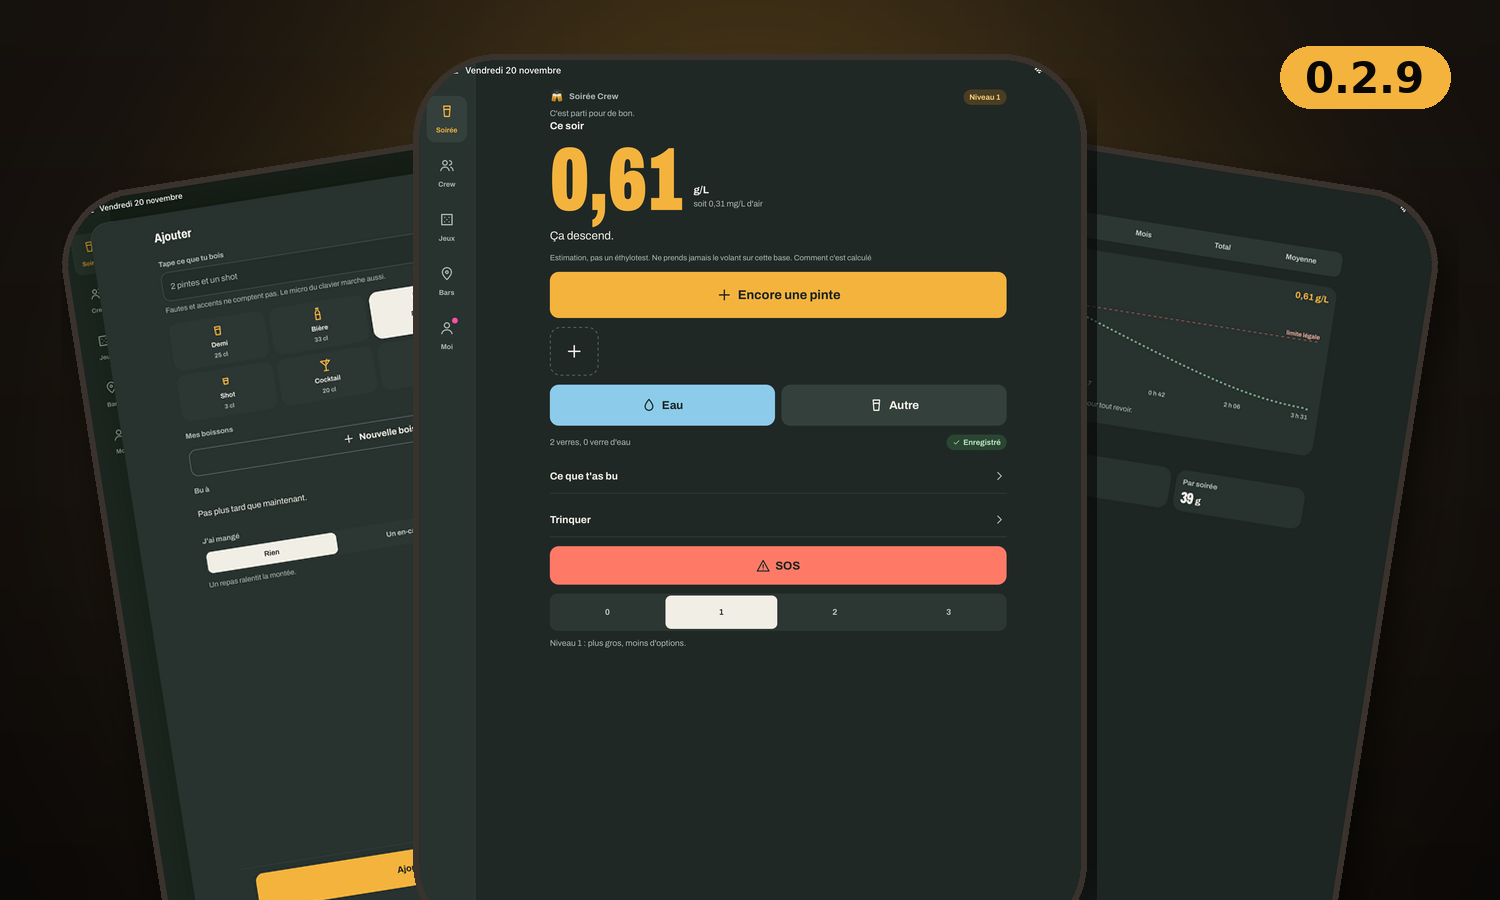 0.2.9
Vendredi 20 novembre
Ajouter
Tape ce que tu bois
2 pintes et un shot
Fautes et accents ne comptent pas. Le micro du clavier marche aussi.
Demi
25 cl
Bière
33 cl
Shot
3 cl
Cocktail
20 cl
Mes boissons
+ Nouvelle bois
Bu à
Pas plus tard que maintenant.
J'ai mangé
Rien
Un en-c
Un repas ralentit la montée.
Ajou
Vendredi 20 novembre
Soirée
Crew
Jeux
Bars
Moi
Soirée Crew
Niveau 1
C'est parti pour de bon.
Ce soir
0,61
g/L
soit 0,31 mg/L d'air
Ça descend.
Estimation, pas un éthylotest. Ne prends jamais le volant sur cette base. Comment c'est calculé
+ Encore une pinte
+
Eau
Autre
2 verres, 0 verre d'eau
Enregistré
Ce que t'as bu
Trinquer
SOS
0
1
2
3
Niveau 1 : plus gros, moins d'options.
Mois
Total
Moyenne
0,61 g/L
limite légale
0 h 42
2 h 06
3 h 31
tout revoir.
Par soirée
39 g